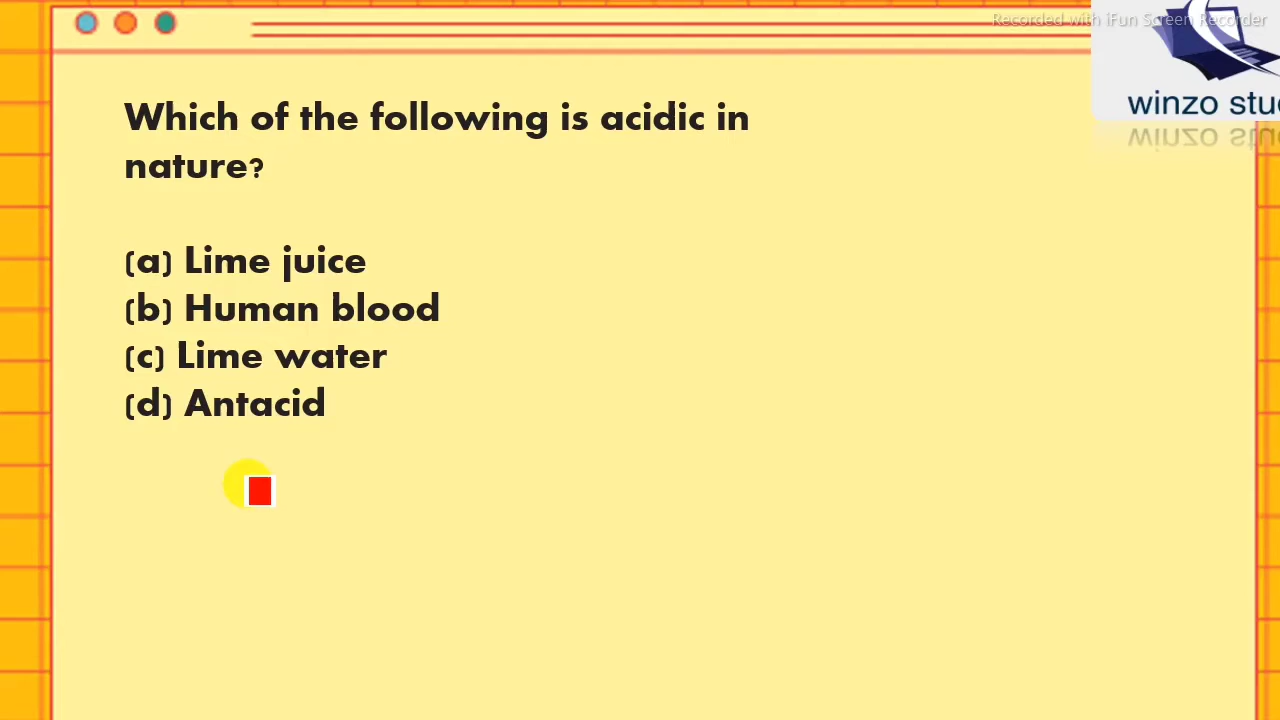 Recorded with iFun Screen Recorder
winzo stu
Which of the following is acidic in
nature?
(a) Lime juice
(b) Human blood
(c) Lime water
(d) Antacid